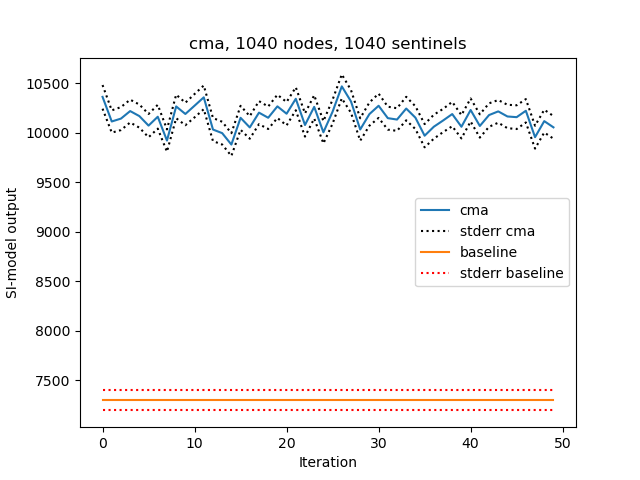 cma, 1040 nodes, 1040 sentinels
10500
10000
9500
9000
8500
8000
7500
SI-model output
cma
stderr cma
baseline
stderr baseline
0 10 20 30 40 50
Iteration